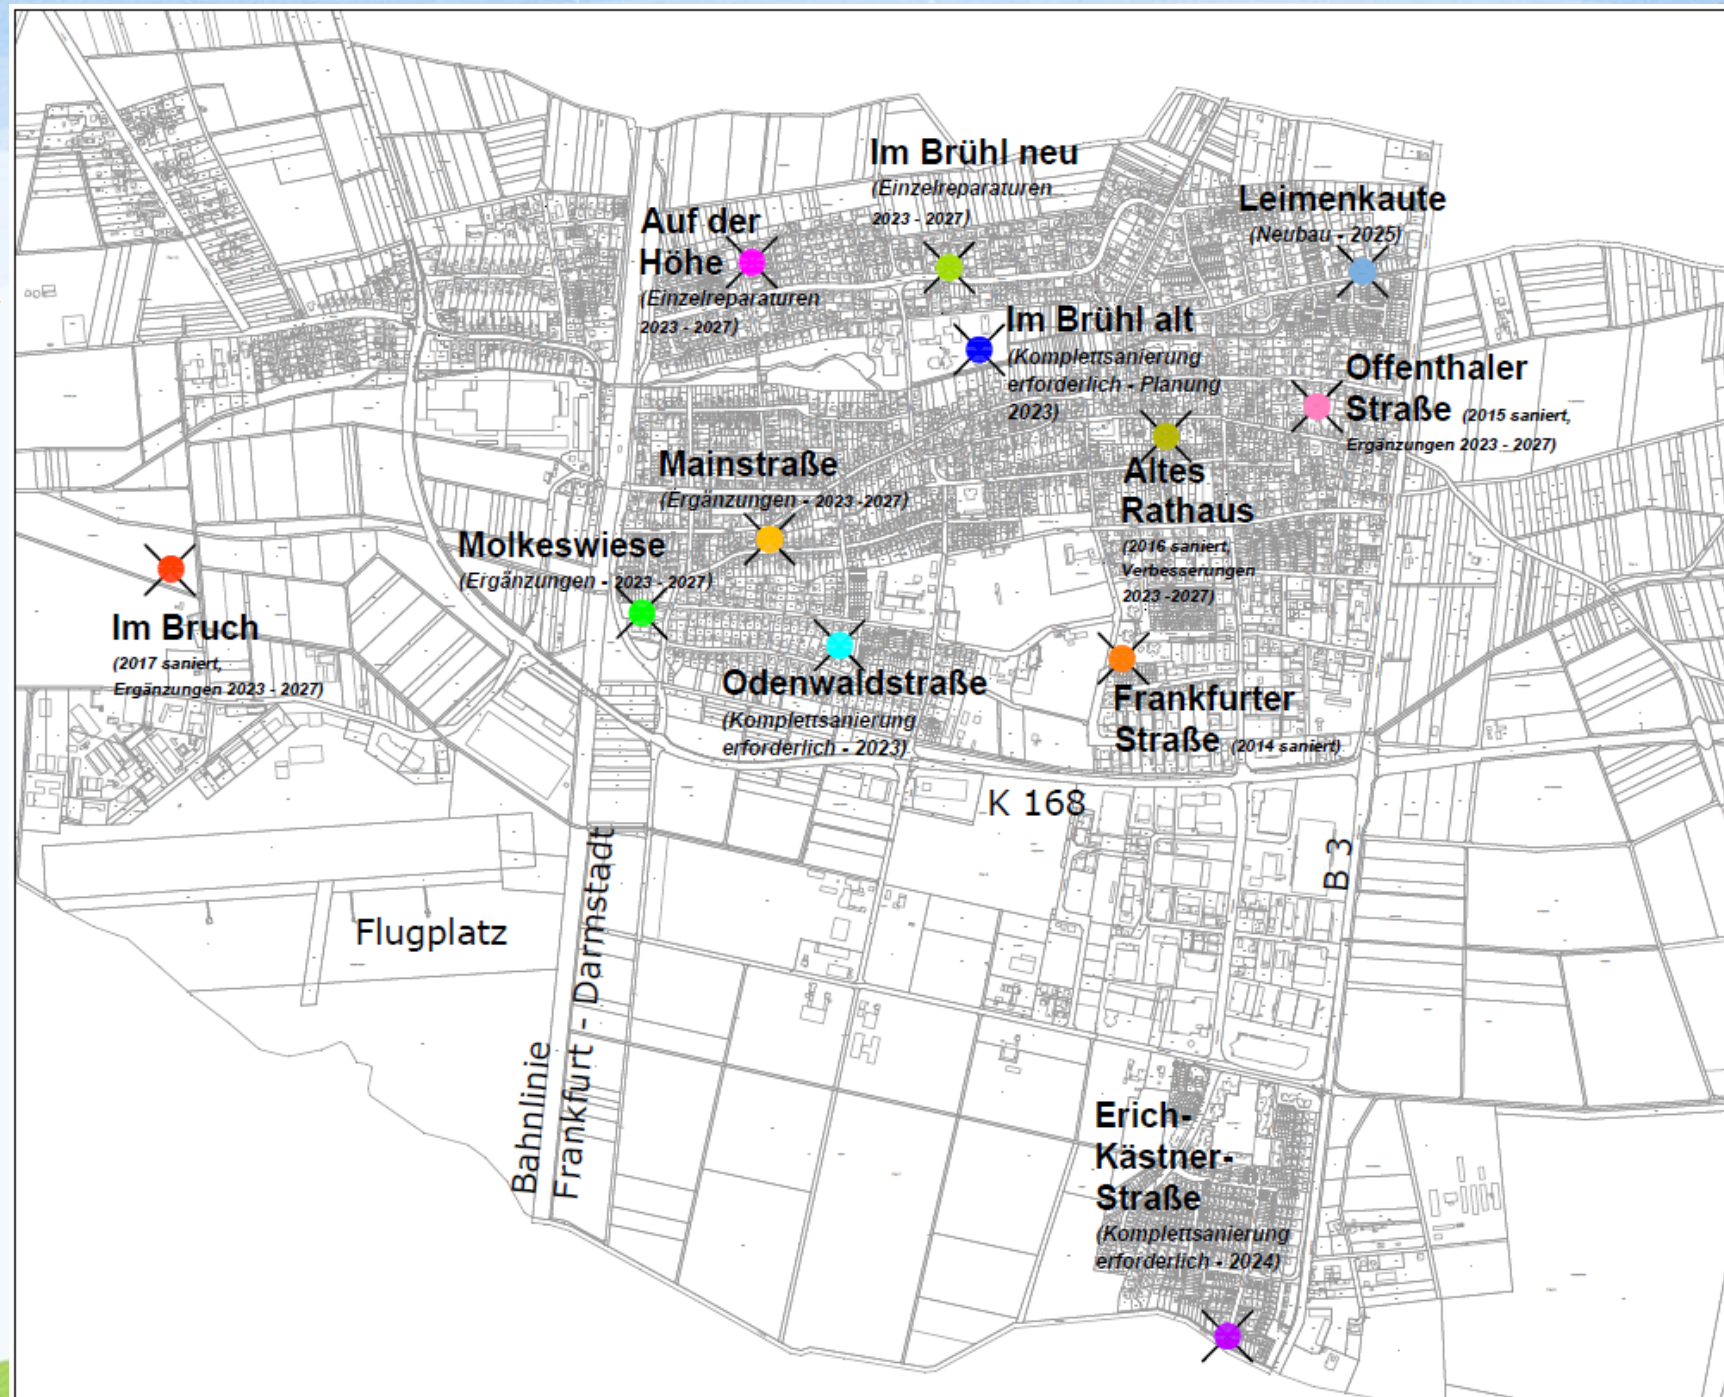 Im Brühl neu
(Einzelreparaturen
2023 - 2027)
Leimenkaute
(Neubau - 2025)
Auf der
Höhe
(Einzelreparaturen
2023 - 2027)
Im Brühl alt
(Komplettsanierung
erforderlich - Planung
2023)
Offenthaler
Straße (2015 saniert,
Ergänzungen 2023 - 2027)
Mainstraße
(Ergänzungen - 2023 -2027)
Altes
Rathaus
(2016 saniert,
Verbesserungen
2023 -2027)
Molkeswiese
(Ergänzungen - 2023 - 2027)
Im Bruch
(2017 saniert,
Ergänzungen 2023 - 2027)
Odenwaldstraße
(Komplettsanierung
erforderlich - 2023)
Frankfurter
Straße (2014 saniert)
K 168
B 3
Flugplatz
Bahnlinie
Frankfurt - Darmstadt
Erich-
Kästner-
Straße
(Komplettsanierung
erforderlich - 2024)